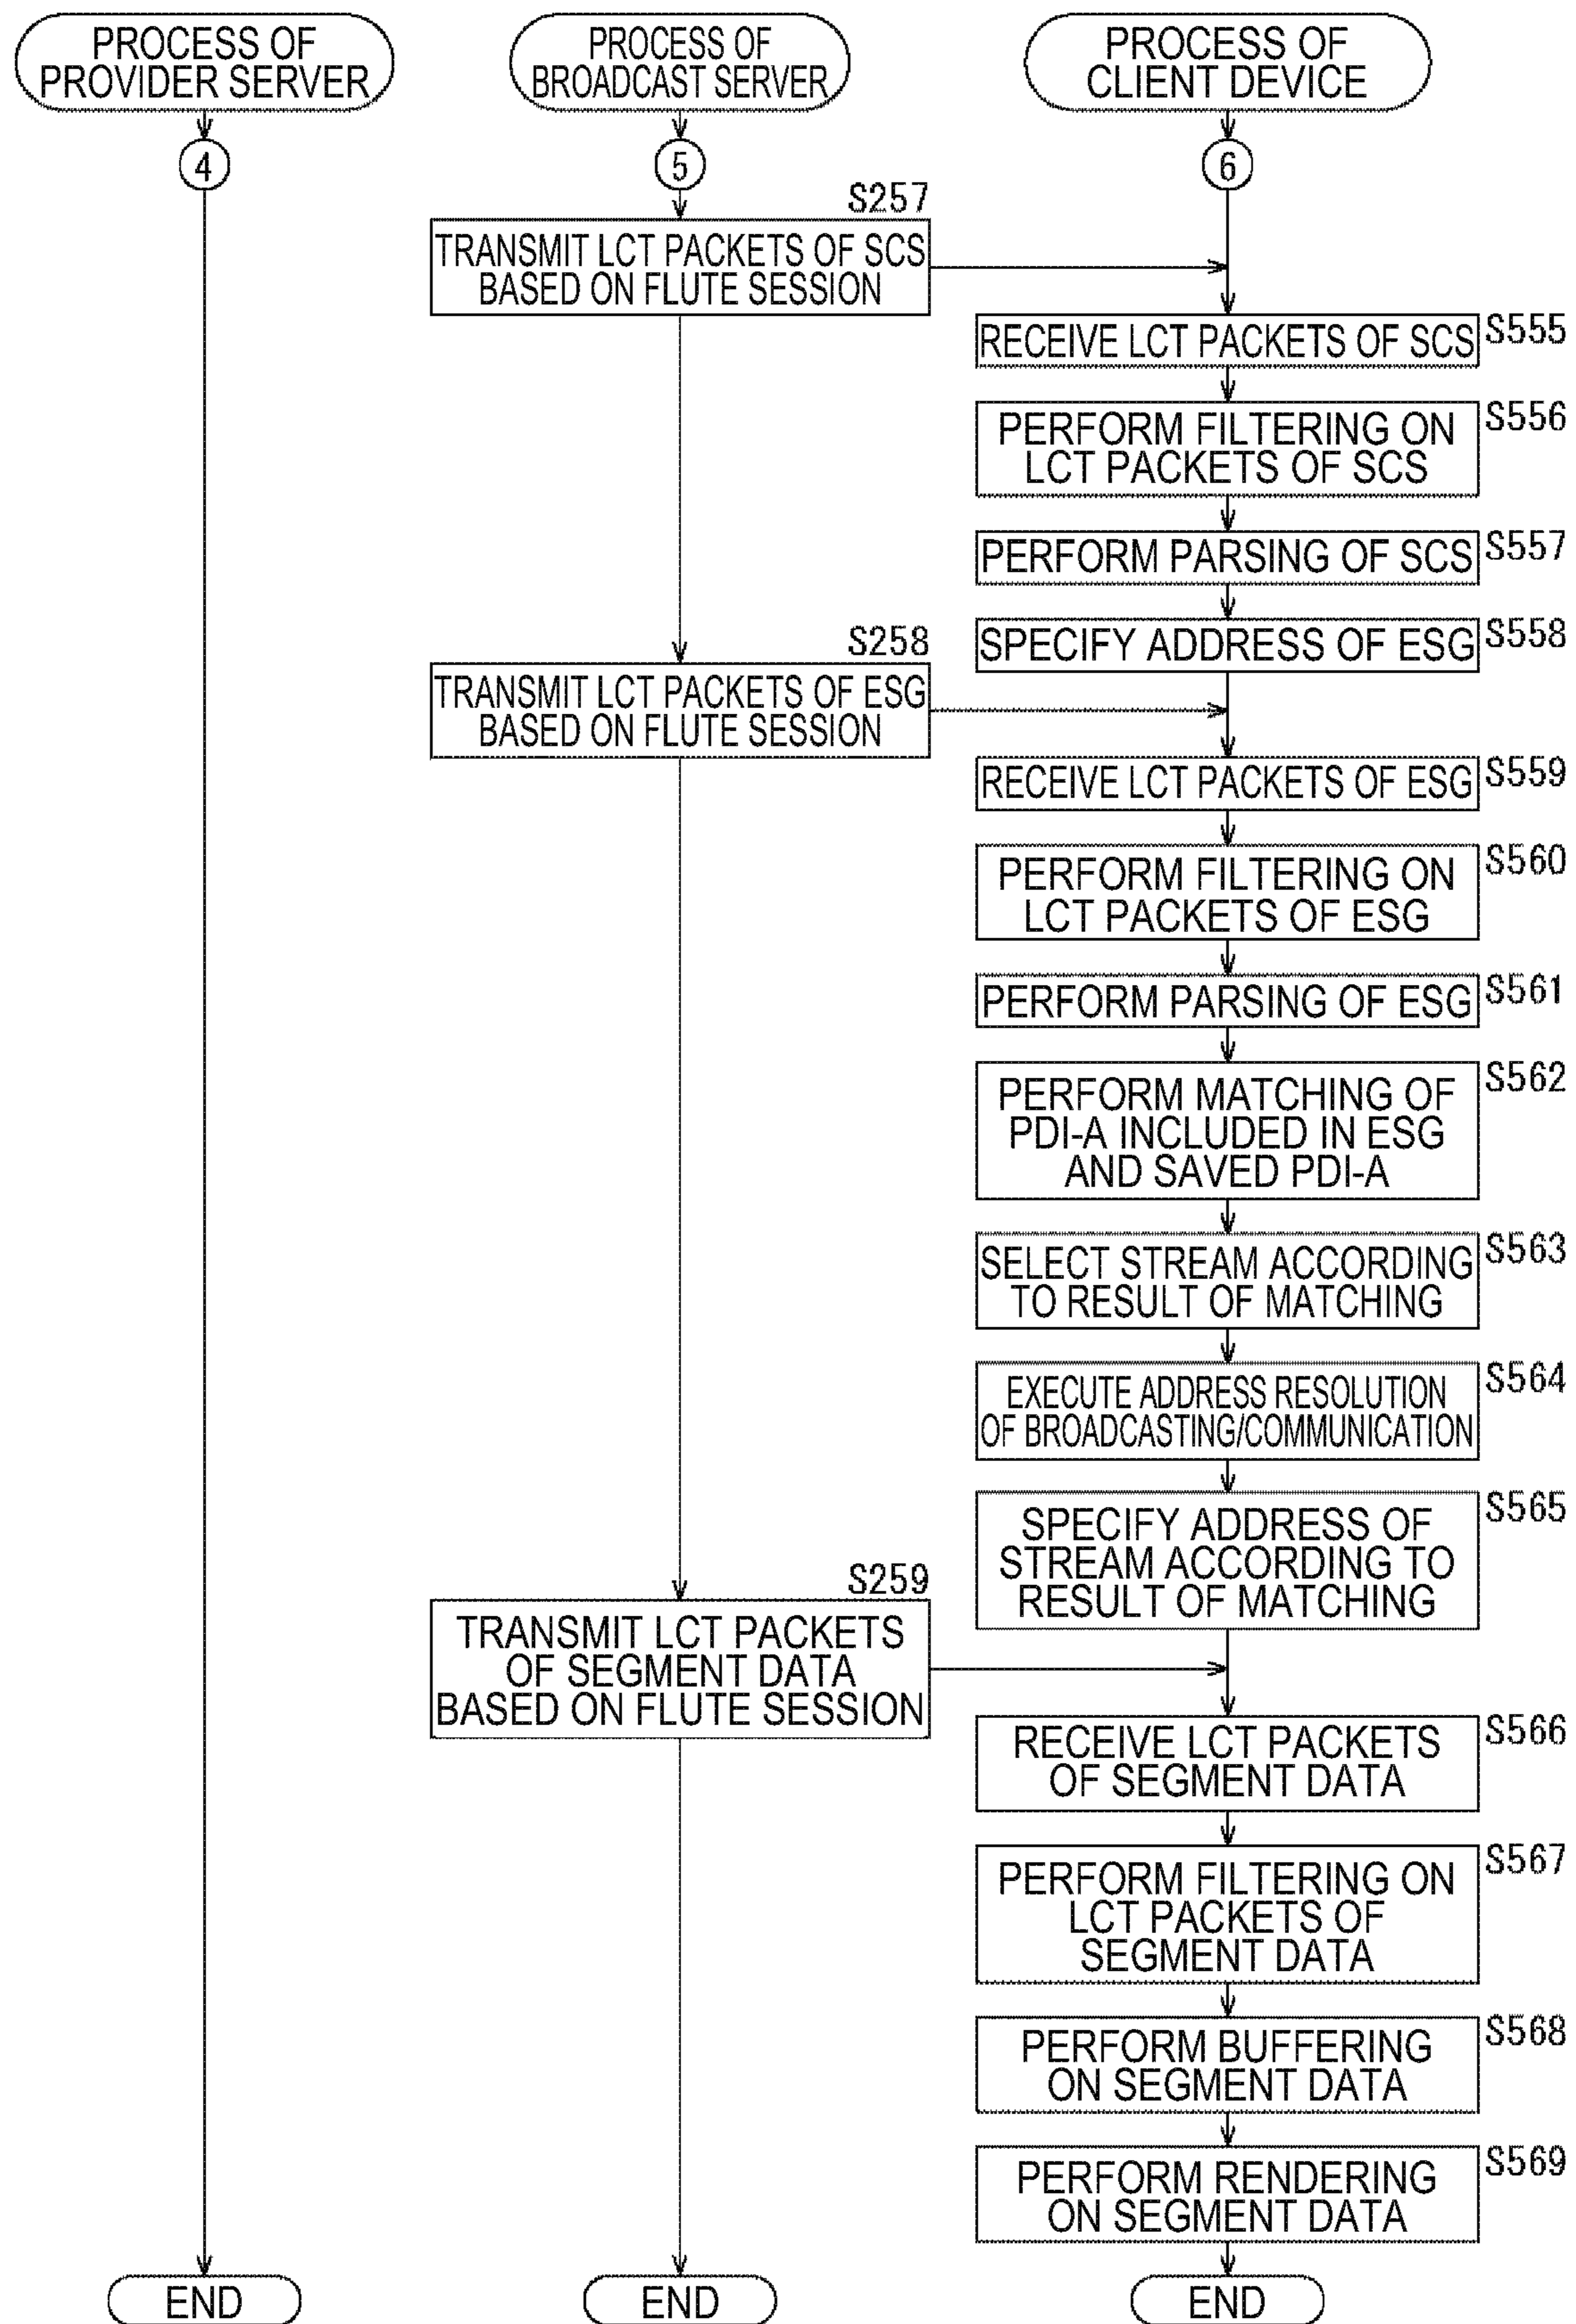 PROCESS OF
PROVIDER SERVER
PROCESS OF
BROADCAST SERVER
PROCESS OF
CLIENT DEVICE
4
5
6
S257
TRANSMIT LCT PACKETS OF SCS
BASED ON FLUTE SESSION
RECEIVE LCT PACKETS OF SCS
S555
PERFORM FILTERING ON
LCT PACKETS OF SCS
S556
PERFORM PARSING OF SCS
S557
SPECIFY ADDRESS OF ESG
S558
S258
TRANSMIT LCT PACKETS OF ESG
BASED ON FLUTE SESSION
RECEIVE LCT PACKETS OF ESG
S559
PERFORM FILTERING ON
LCT PACKETS OF ESG
S560
PERFORM PARSING OF ESG
S561
PERFORM MATCHING OF
PDI-A INCLUDED IN ESG
AND SAVED PDI-A
S562
SELECT STREAM ACCORDING
TO RESULT OF MATCHING
S563
EXECUTE ADDRESS RESOLUTION
OF BROADCASTING/COMMUNICATION
S564
SPECIFY ADDRESS OF
STREAM ACCORDING TO
RESULT OF MATCHING
S565
S259
TRANSMIT LCT PACKETS
OF SEGMENT DATA
BASED ON FLUTE SESSION
RECEIVE LCT PACKETS
OF SEGMENT DATA
S566
PERFORM FILTERING ON
LCT PACKETS OF
SEGMENT DATA
S567
PERFORM BUFFERING
ON SEGMENT DATA
S568
PERFORM RENDERING
ON SEGMENT DATA
S569
END
END
END